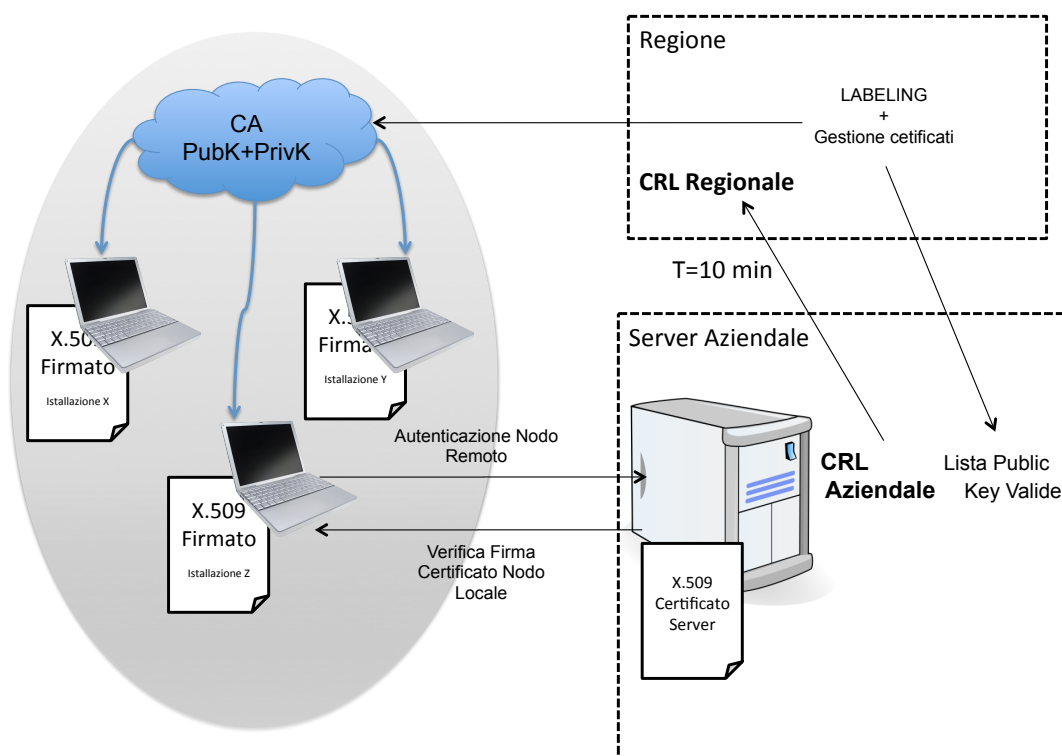 Regione
LABELING
+
Gestione cetificati
CRL Regionale
CA
PubK+PrivK
T=10 min
X.50
Firmato
Istallazione X
X.
Firma
Istallazione Y
Server Aziendale
Autenticazione Nodo
Remoto
CRL
Aziendale
Lista Public
Key Valide
X.509
Firmato
Istallazione Z
Verifica Firma
Certificato Nodo
Locale
X.509
Certificato
Server